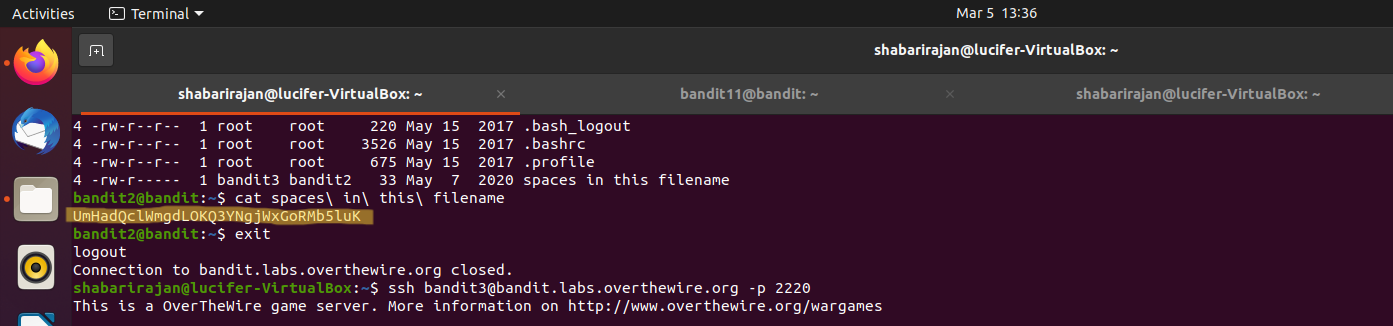 Activities
Terminal
Mar 5 13:36
shabarirajan@lucifer-VirtualBox: ~
shabarirajan@lucifer-VirtualBox: ~ × bandit11@bandit: ~ × shabarirajan@lucifer-VirtualBox: ~
4 -rw-r--r-- 1 root root 220 May 15 2017 .bash_logout
4 -rw-r--r-- 1 root root 3526 May 15 2017 .bashrc
4 -rw-r--r-- 1 root root 675 May 15 2017 .profile
4 -rw-r----- 1 bandit3 bandit2 33 May 7 2020 spaces in this filename
bandit2@bandit:~$ cat spaces\ in\ this\ filename
UmHadQclWmgdLOKQ3YNgjWxGoRMb5luK
bandit2@bandit:~$ exit
logout
Connection to bandit.labs.overthewire.org closed.
shabarirajan@lucifer-VirtualBox:~$ ssh bandit3@bandit.labs.overthewire.org -p 2220
This is a OverTheWire game server. More information on http://www.overthewire.org/wargames